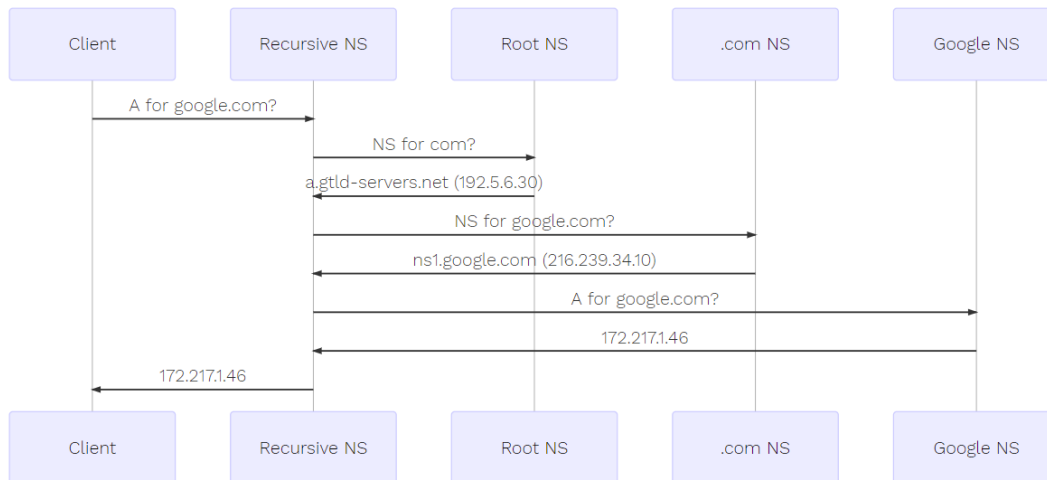 Client
Recursive NS
Root NS
.com NS
Google NS
A for google.com?
NS for com?
a.gtld-servers.net (192.5.6.30)
NS for google.com?
ns1.google.com (216.239.34.10)
A for google.com?
172.217.1.46
172.217.1.46
Client
Recursive NS
Root NS
.com NS
Google NS